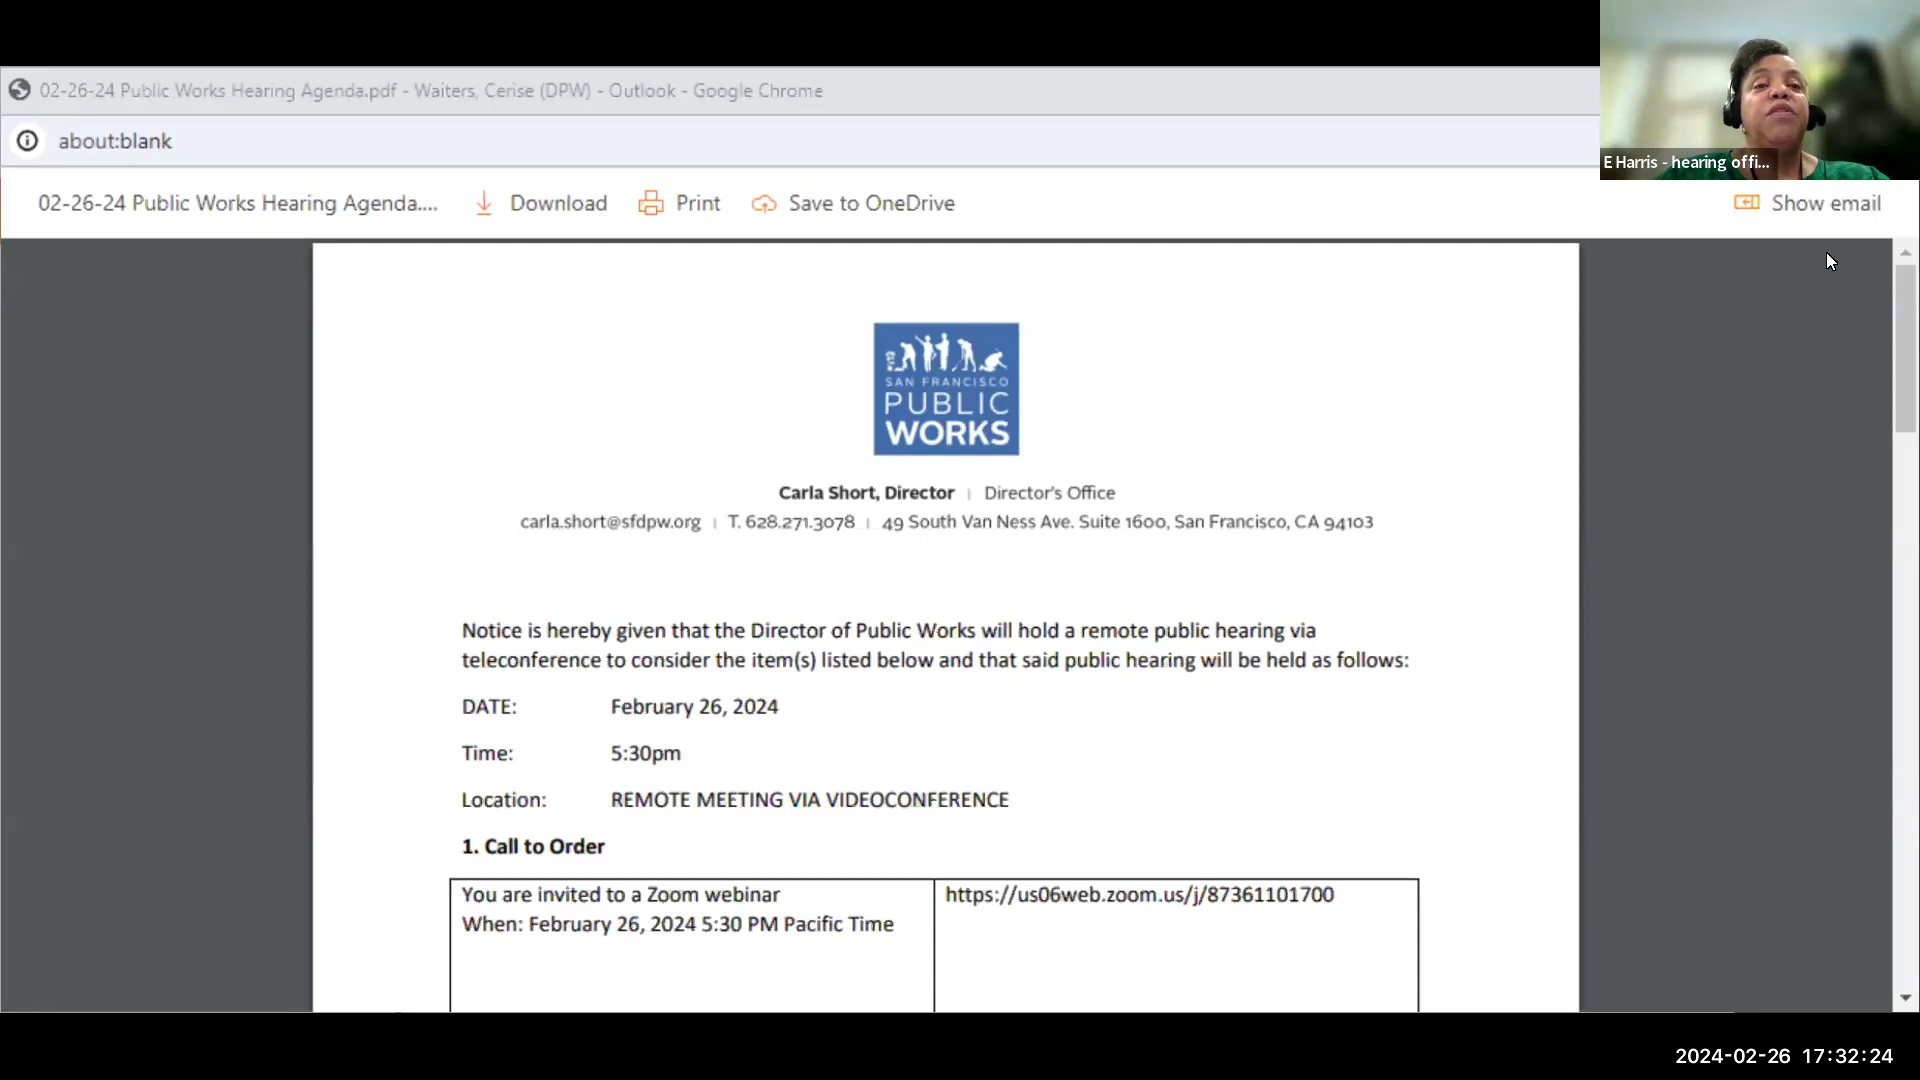 02-26-24 Public Works Hearing Agenda.pdf - Waiters, Cerise (DPW) - Outlook - Google Chrome
about:blank
E Harris - hearing offi...
02-26-24 Public Works Hearing Agenda.... Download Print Save to OneDrive Show email
SAN FRANCISCO
PUBLIC
WORKS
Carla Short, Director | Director's Office
carla.short@sfdpw.org | T. 628.271.3078 | 49 South Van Ness Ave. Suite 1600, San Francisco, CA 94103
Notice is hereby given that the Director of Public Works will hold a remote public hearing via
teleconference to consider the item(s) listed below and that said public hearing will be held as follows:
DATE: February 26, 2024
Time: 5:30pm
Location: REMOTE MEETING VIA VIDEOCONFERENCE
1. Call to Order
You are invited to a Zoom webinar https://us06web.zoom.us/j/87361101700
When: February 26, 2024 5:30 PM Pacific Time
2024-02-26 17:32:24